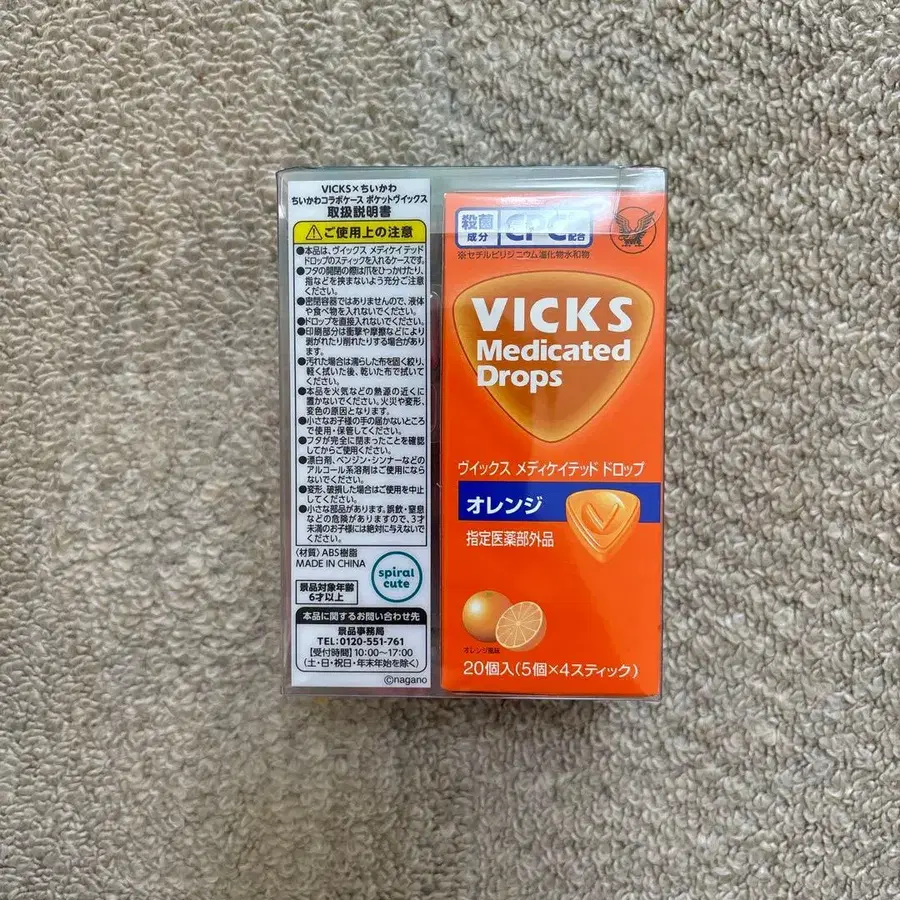 VICKS×ちいかわ
ちいかわコラボケース ポケットヴイックス
取扱説明書
ご使用上の注意
●本品は、ヴイックス メディケイテッド
ドロップのスティックを入れるケースです。
●フタの開閉の際は爪をひっかけたり、
指などを挟まないよう充分ご注意
ください。
●密閉容器ではありませんので、液体
や食べ物を入れないでください。
●ドロップを直接入れないでください。
●印刷部分は衝撃や摩擦などにより
剥がれたり削れたりする場合があり
ます。
●汚れた場合は濡らした布を固く絞り、
軽く拭いた後、乾いた布で拭いて
ください。
●本品を火気などの熱源の近くに
置かないでください。火災や変形、
変色の原因となります。
●小さなお子様の手の届かないところ
で使用・保管してください。
●フタが完全に閉まったことを確認
してからご使用ください。
●漂白剤、ベンジン・シンナーなどの
アルコール系溶剤はご使用になら
ないでください。
●変形、破損した場合はご使用を中止
してください。
●小さな部品があります。誤飲・窒息
などの危険がありますので、3才
未満のお子様には絶対に与えないで
ください。
〈材質〉ABS樹脂
MADE IN CHINA
spiral
cute
景品対象年齢
6才以上
本品に関するお問い合わせ先
景品事務局
TEL:0120-551-761
【受付時間】10:00〜17:00
(土・日・祝日・年末年始を除く)
©nagano
殺菌
成分
CPC配合
※セチルピリジニウム塩化物水和物
VICKS
Medicated
Drops
ヴイックス メディケイテッド ドロップ
オレンジ
V
指定医薬部外品
オレンジ風味
20個入(5個×4スティック)